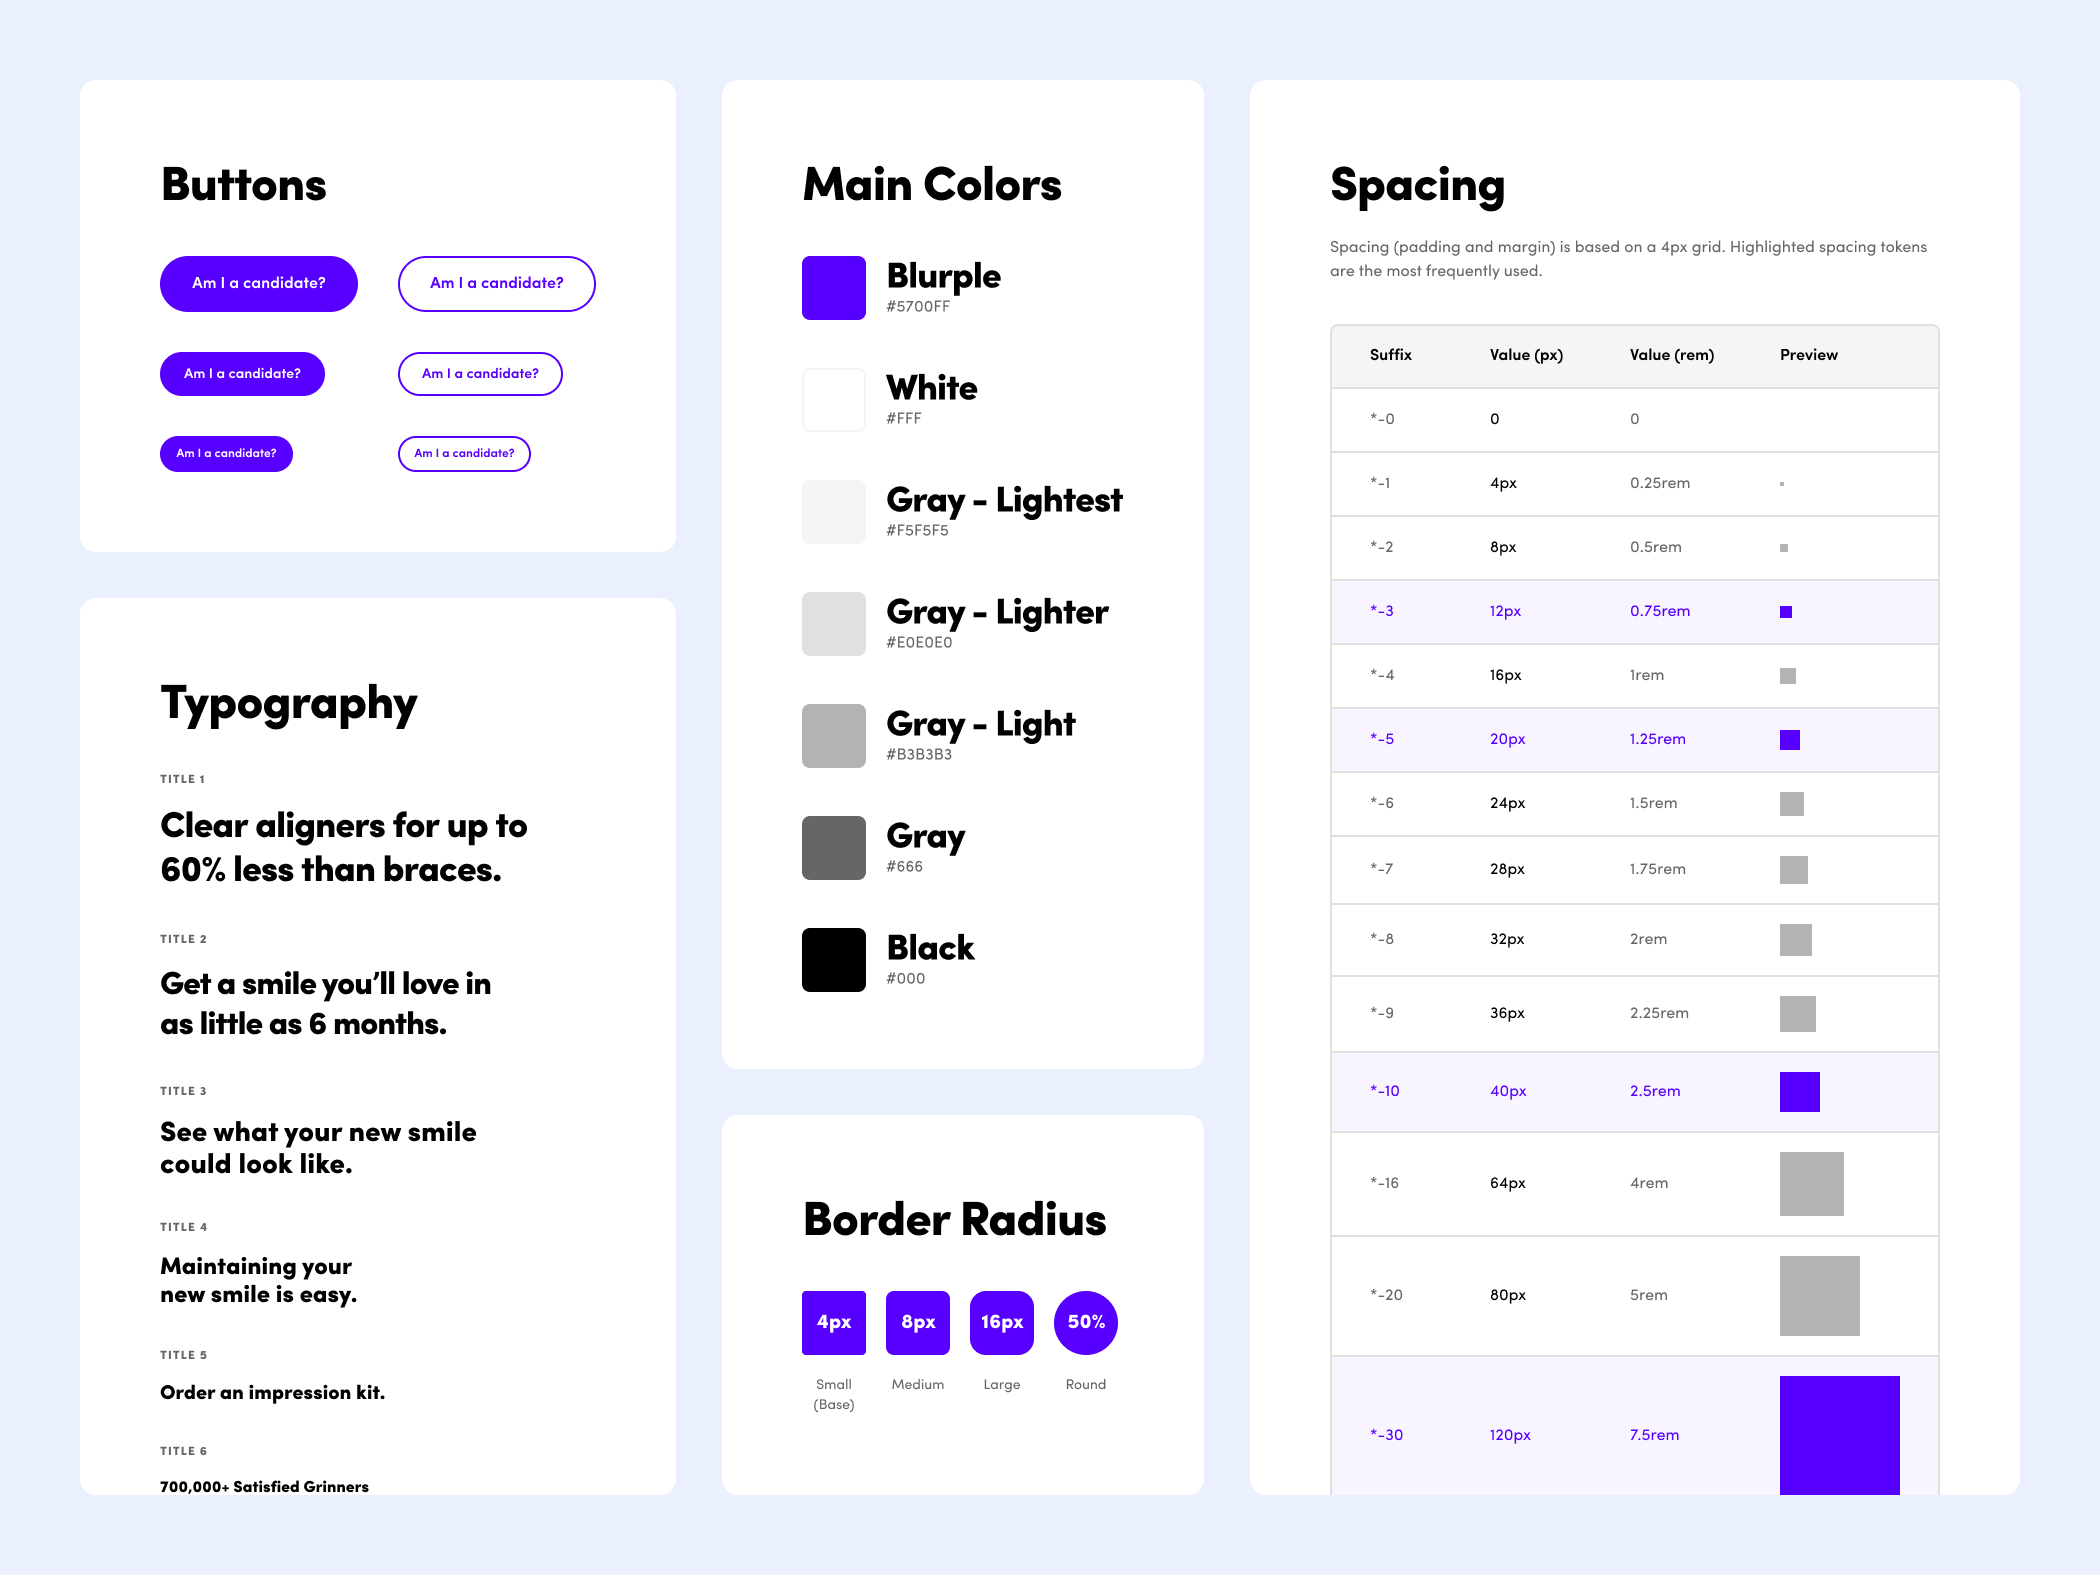 Buttons
Am I a candidate?
Am I a candidate?
Am I a candidate?
Am I a candidate?
Am I a candidate?
Am I a candidate?
Typography
TITLE 1
Clear aligners for up to
60% less than braces.
TITLE 2
Get a smile you’ll love in
as little as 6 months.
TITLE 3
See what your new smile
could look like.
TITLE 4
Maintaining your
new smile is easy.
TITLE 5
Order an impression kit.
TITLE 6
700,000+ Satisfied Grinners
Main Colors
Blurple
#5700FF
White
#FFF
Gray - Lightest
#F5F5F5
Gray - Lighter
#E0E0E0
Gray - Light
#B3B3B3
Gray
#666
Black
#000
Border Radius
4px 8px 16px 50%
Small Medium Large Round
(Base)
Spacing
Spacing (padding and margin) is based on a 4px grid. Highlighted spacing tokens
are the most frequently used.
Suffix Value (px) Value (rem) Preview
*-0 0 0
*-1 4px 0.25rem
*-2 8px 0.5rem
*-3 12px 0.75rem
*-4 16px 1rem
*-5 20px 1.25rem
*-6 24px 1.5rem
*-7 28px 1.75rem
*-8 32px 2rem
*-9 36px 2.25rem
*-10 40px 2.5rem
*-16 64px 4rem
*-20 80px 5rem
*-30 120px 7.5rem